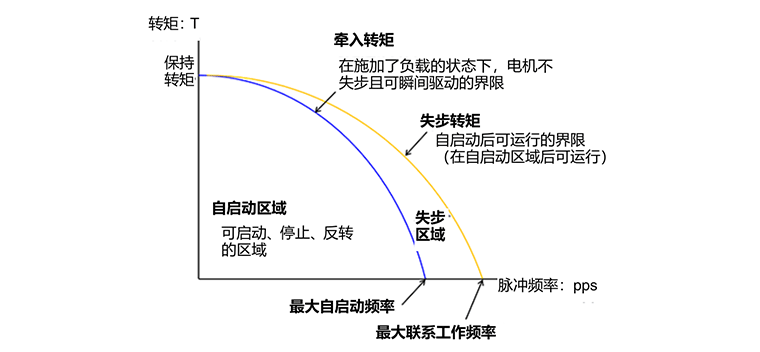 转矩：T
保持
转矩
牵入转矩
在施加了负载的状态下，电机不
失步且可瞬间驱动的界限
失步转矩
自启动后可运行的界限
（在自启动区域后可运行）
自启动区域
可启动、停止、反转
的区域
失步
区域
脉冲频率：pps
最大自启动频率
最大联系工作频率